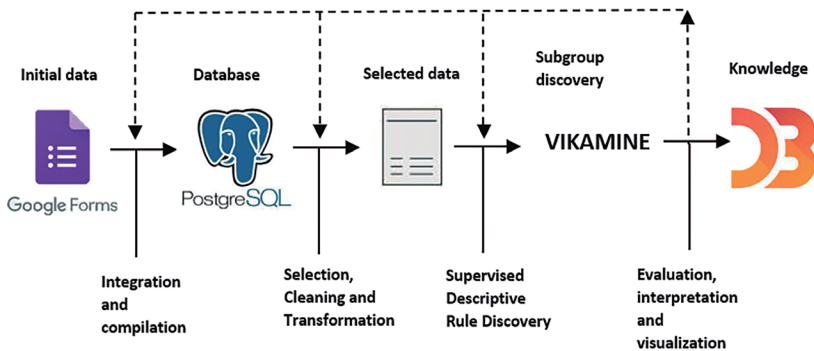 Initial data
Database
Selected data
Subgroup
discovery
Knowledge
Google Forms
PostgreSQL
VIKAMINE
D3
Integration
and
compilation
Selection,
Cleaning and
Transformation
Supervised
Descriptive
Rule Discovery
Evaluation,
interpretation
and
visualization